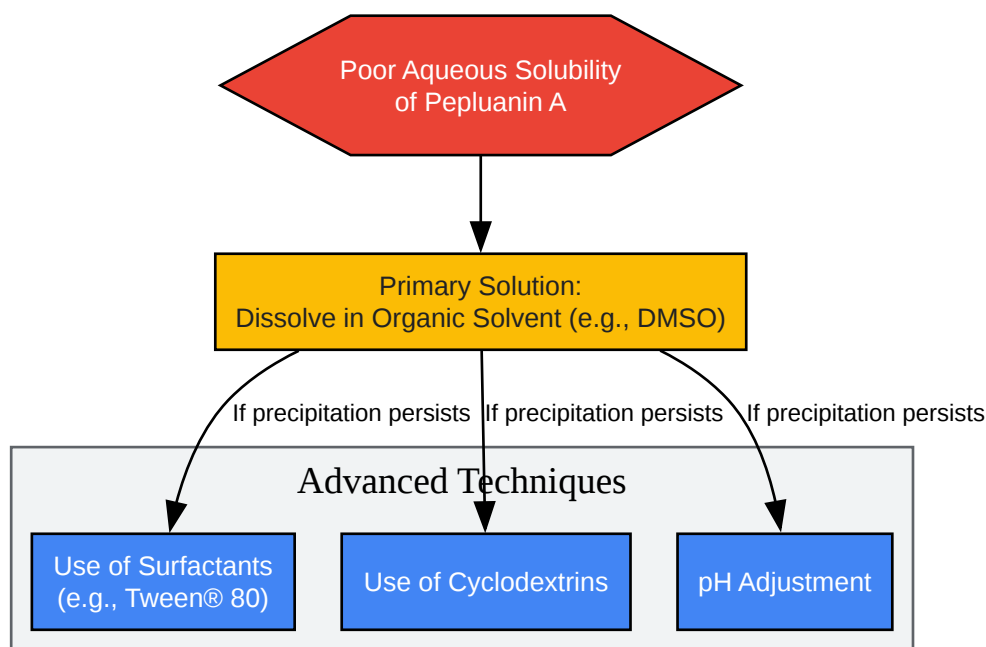 Poor Aqueous Solubility
of Pepluanin A
Primary Solution:
Dissolve in Organic Solvent (e.g., DMSO)
If precipitation persists
If precipitation persists
If precipitation persists
Advanced Techniques
Use of Surfactants
(e.g., Tween® 80)
Use of Cyclodextrins
pH Adjustment